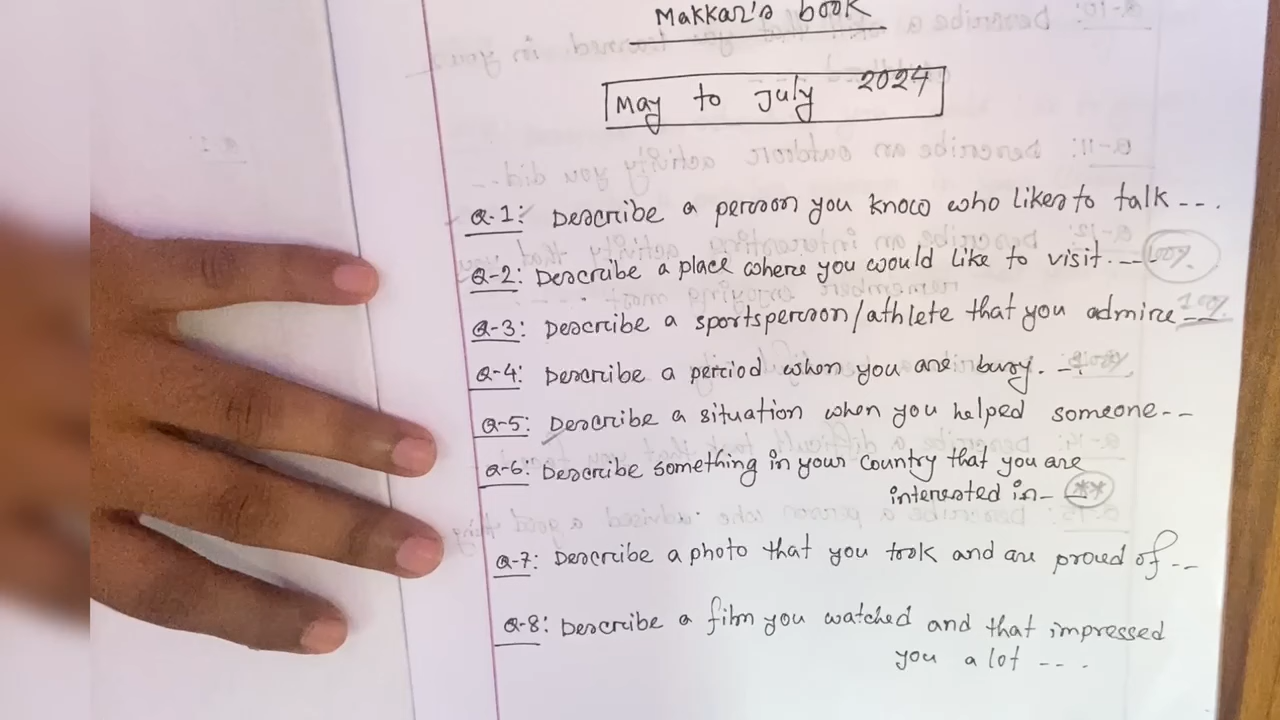 Makkar's book
May to July 2024
Q-1: Describe a person you know who likes to talk ---.
Q-2: Describe a place where you would like to visit. --- 100%
Q-3: Describe a sportsperson/athlete that you admire --- 100%
Q-4: Describe a period when you are busy. --.
Q-5: Describe a situation when you helped someone--
Q-6: Describe something in your country that you are
interested in- -- **
Q-7: Describe a photo that you took and are proud of --
Q-8: Describe a film you watched and that impressed
you a lot ---.